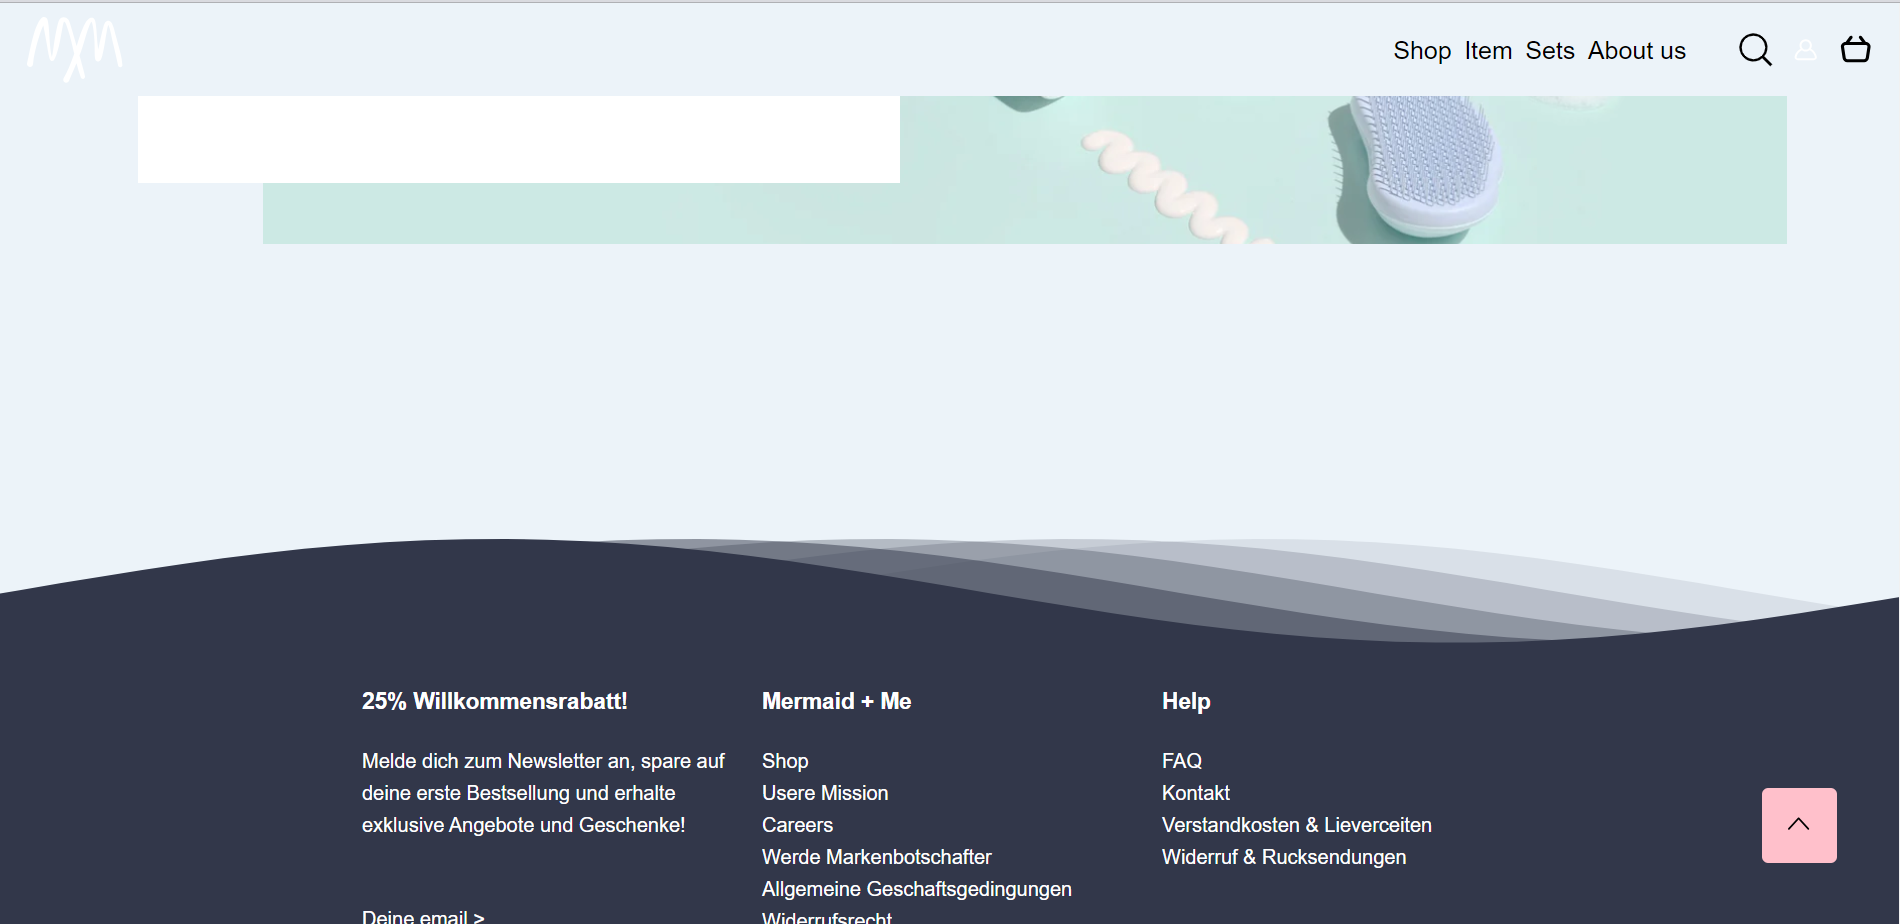 MXM
Shop Item Sets About us
25% Willkommensrabatt!
Melde dich zum Newsletter an, spare auf
deine erste Bestsellung und erhalte
exklusive Angebote und Geschenke!
Deine email >
Mermaid + Me
Shop
Usere Mission
Careers
Werde Markenbotschafter
Allgemeine Geschaftsgedingungen
Widerrufsrecht
Help
FAQ
Kontakt
Verstandkosten & Lieverceiten
Widerruf & Rucksendungen